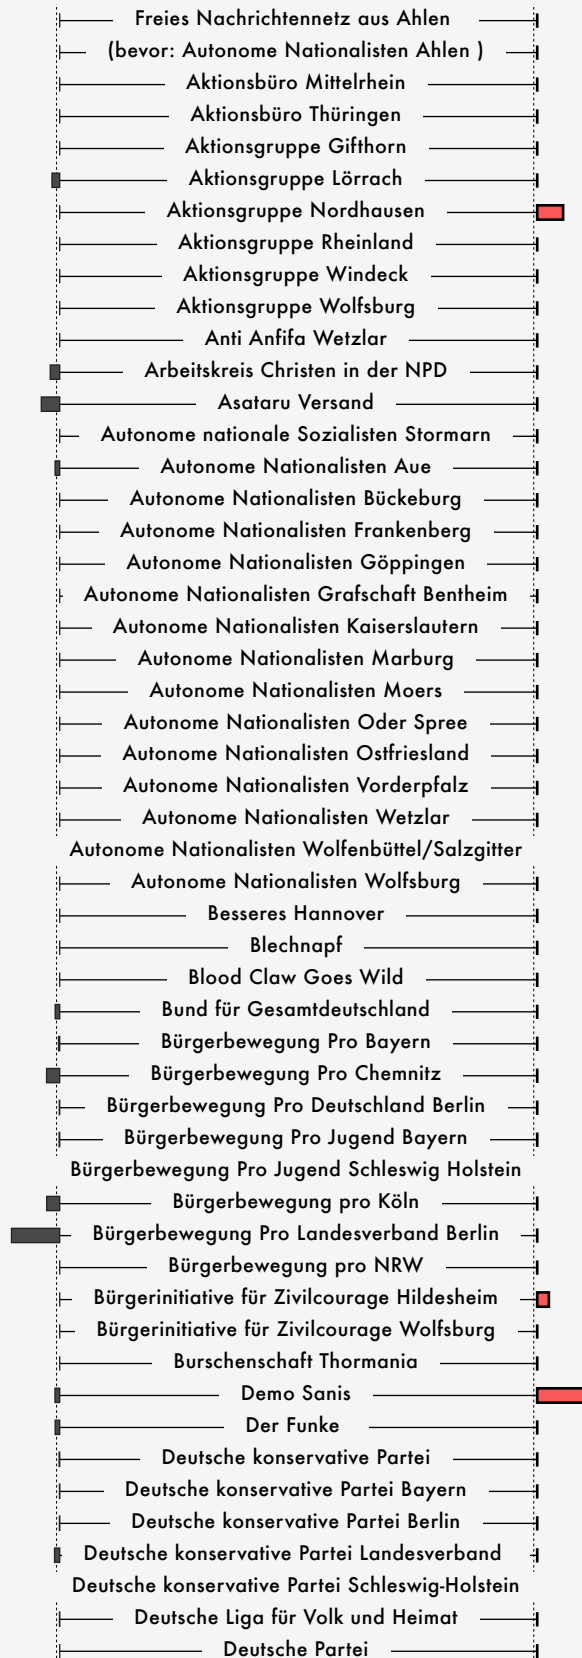 Freies Nachrichtennetz aus Ahlen
(bevor: Autonome Nationalisten Ahlen )
Aktionsbüro Mittelrhein
Aktionsbüro Thüringen
Aktionsgruppe Gifthorn
Aktionsgruppe Lörrach
Aktionsgruppe Nordhausen
Aktionsgruppe Rheinland
Aktionsgruppe Windeck
Aktionsgruppe Wolfsburg
Anti Anfifa Wetzlar
Arbeitskreis Christen in der NPD
Asataru Versand
Autonome nationale Sozialisten Stormarn
Autonome Nationalisten Aue
Autonome Nationalisten Bückeburg
Autonome Nationalisten Frankenberg
Autonome Nationalisten Göppingen
Autonome Nationalisten Grafschaft Bentheim
Autonome Nationalisten Kaiserslautern
Autonome Nationalisten Marburg
Autonome Nationalisten Moers
Autonome Nationalisten Oder Spree
Autonome Nationalisten Ostfriesland
Autonome Nationalisten Vorderpfalz
Autonome Nationalisten Wetzlar
Autonome Nationalisten Wolfenbüttel/Salzgitter
Autonome Nationalisten Wolfsburg
Besseres Hannover
Blechnapf
Blood Claw Goes Wild
Bund für Gesamtdeutschland
Bürgerbewegung Pro Bayern
Bürgerbewegung Pro Chemnitz
Bürgerbewegung Pro Deutschland Berlin
Bürgerbewegung Pro Jugend Bayern
Bürgerbewegung Pro Jugend Schleswig Holstein
Bürgerbewegung pro Köln
Bürgerbewegung Pro Landesverband Berlin
Bürgerbewegung pro NRW
Bürgerinitiative für Zivilcourage Hildesheim
Bürgerinitiative für Zivilcourage Wolfsburg
Burschenschaft Thormania
Demo Sanis
Der Funke
Deutsche konservative Partei
Deutsche konservative Partei Bayern
Deutsche konservative Partei Berlin
Deutsche konservative Partei Landesverband
Deutsche konservative Partei Schleswig-Holstein
Deutsche Liga für Volk und Heimat
Deutsche Partei